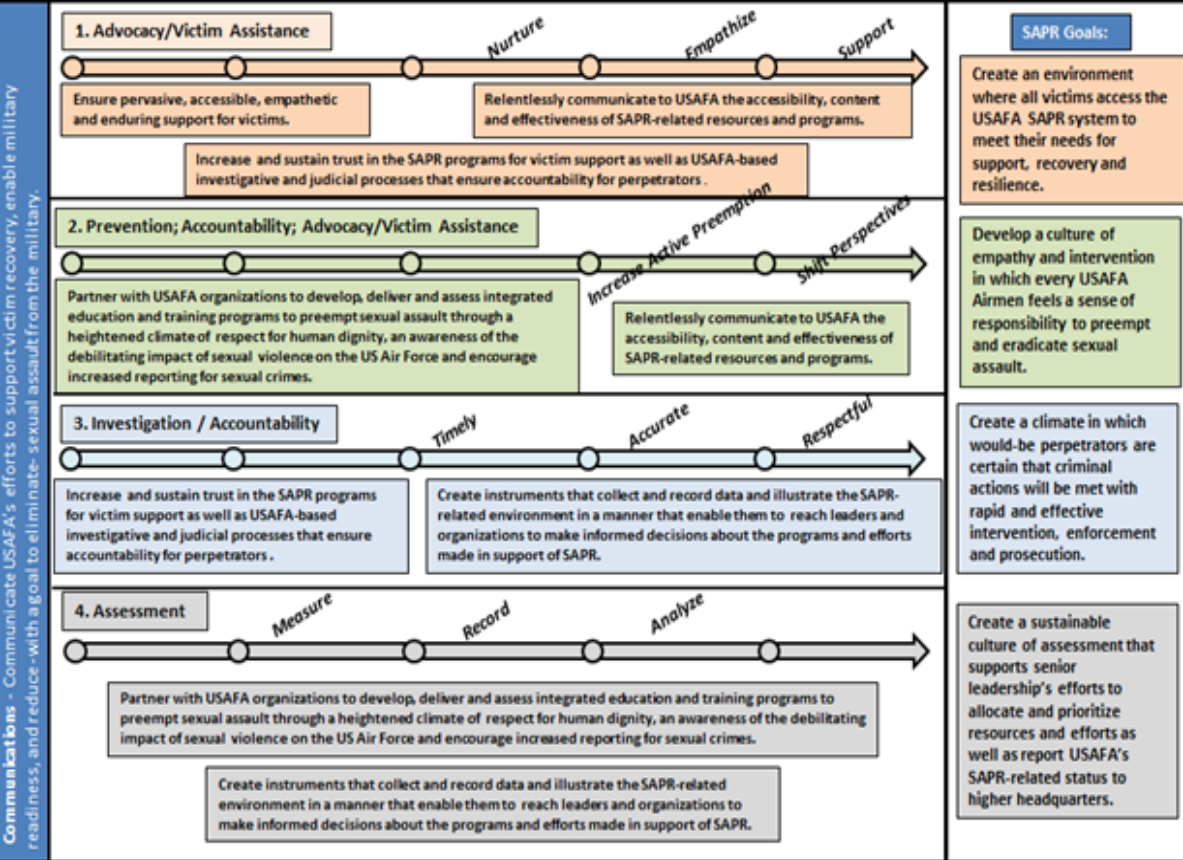 Communications - Communicate USAFA's efforts to support victim recovery, enable military
readiness, and reduce -with a goal to eliminate- sexual assault from the military.
1. Advocacy/Victim Assistance
Nurture
Empathize
Support
Ensure pervasive, accessible, empathetic
and enduring support for victims.
Relentlessly communicate to USAFA the accessibility, content
and effectiveness of SAPR-related resources and programs.
Increase and sustain trust in the SAPR programs for victim support as well as USAFA-based
investigative and judicial processes that ensure accountability for perpetrators .
2. Prevention; Accountability; Advocacy/Victim Assistance
Increase Active Preemption
Shift Perspectives
Partner with USAFA organizations to develop, deliver and assess integrated
education and training programs to preempt sexual assault through a
heightened climate of respect for human dignity, an awareness of the
debilitating impact of sexual violence on the US Air Force and encourage
increased reporting for sexual crimes.
Relentlessly communicate to USAFA the
accessibility, content and effectiveness of
SAPR-related resources and programs.
3. Investigation / Accountability
Timely
Accurate
Respectful
Increase and sustain trust in the SAPR programs
for victim support as well as USAFA-based
investigative and judicial processes that ensure
accountability for perpetrators .
Create instruments that collect and record data and illustrate the SAPR-
related environment in a manner that enable them to reach leaders and
organizations to make informed decisions about the programs and efforts
made in support of SAPR.
4. Assessment
Measure
Record
Analyze
Partner with USAFA organizations to develop, deliver and assess integrated education and training programs to
preempt sexual assault through a heightened climate of respect for human dignity, an awareness of the debilitating
impact of sexual violence on the US Air Force and encourage increased reporting for sexual crimes.
Create instruments that collect and record data and illustrate the SAPR-related
environment in a manner that enable them to reach leaders and organizations to
make informed decisions about the programs and efforts made in support of SAPR.
SAPR Goals:
Create an environment
where all victims access the
USAFA SAPR system to
meet their needs for
support, recovery and
resilience.
Develop a culture of
empathy and intervention
in which every USAFA
Airmen feels a sense of
responsibility to preempt
and eradicate sexual
assault.
Create a climate in which
would-be perpetrators are
certain that criminal
actions will be met with
rapid and effective
intervention, enforcement
and prosecution.
Create a sustainable
culture of assessment that
supports senior
leadership's efforts to
allocate and prioritize
resources and efforts as
well as report USAFA's
SAPR-related status to
higher headquarters.